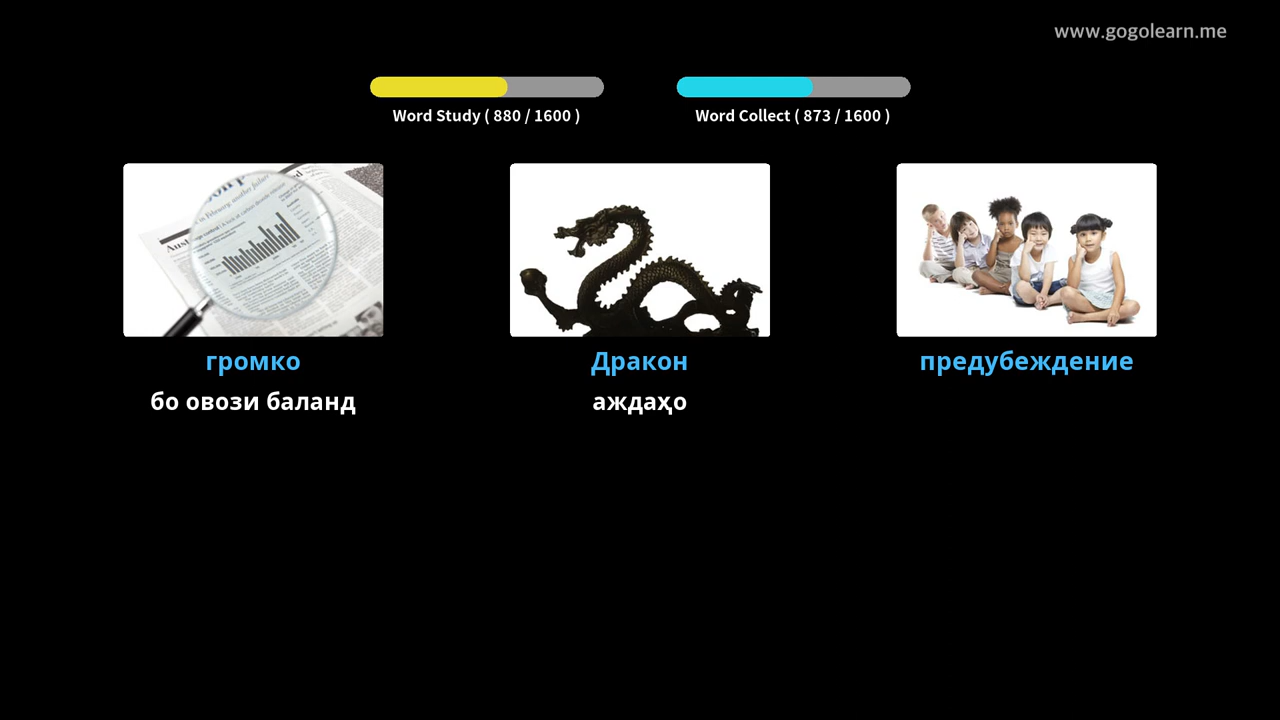 www.gogolearn.me
Word Study ( 880 / 1600 )
Word Collect ( 873 / 1600 )
громко
Дракон
предубеждение
бо овози баланд
аждаҳо